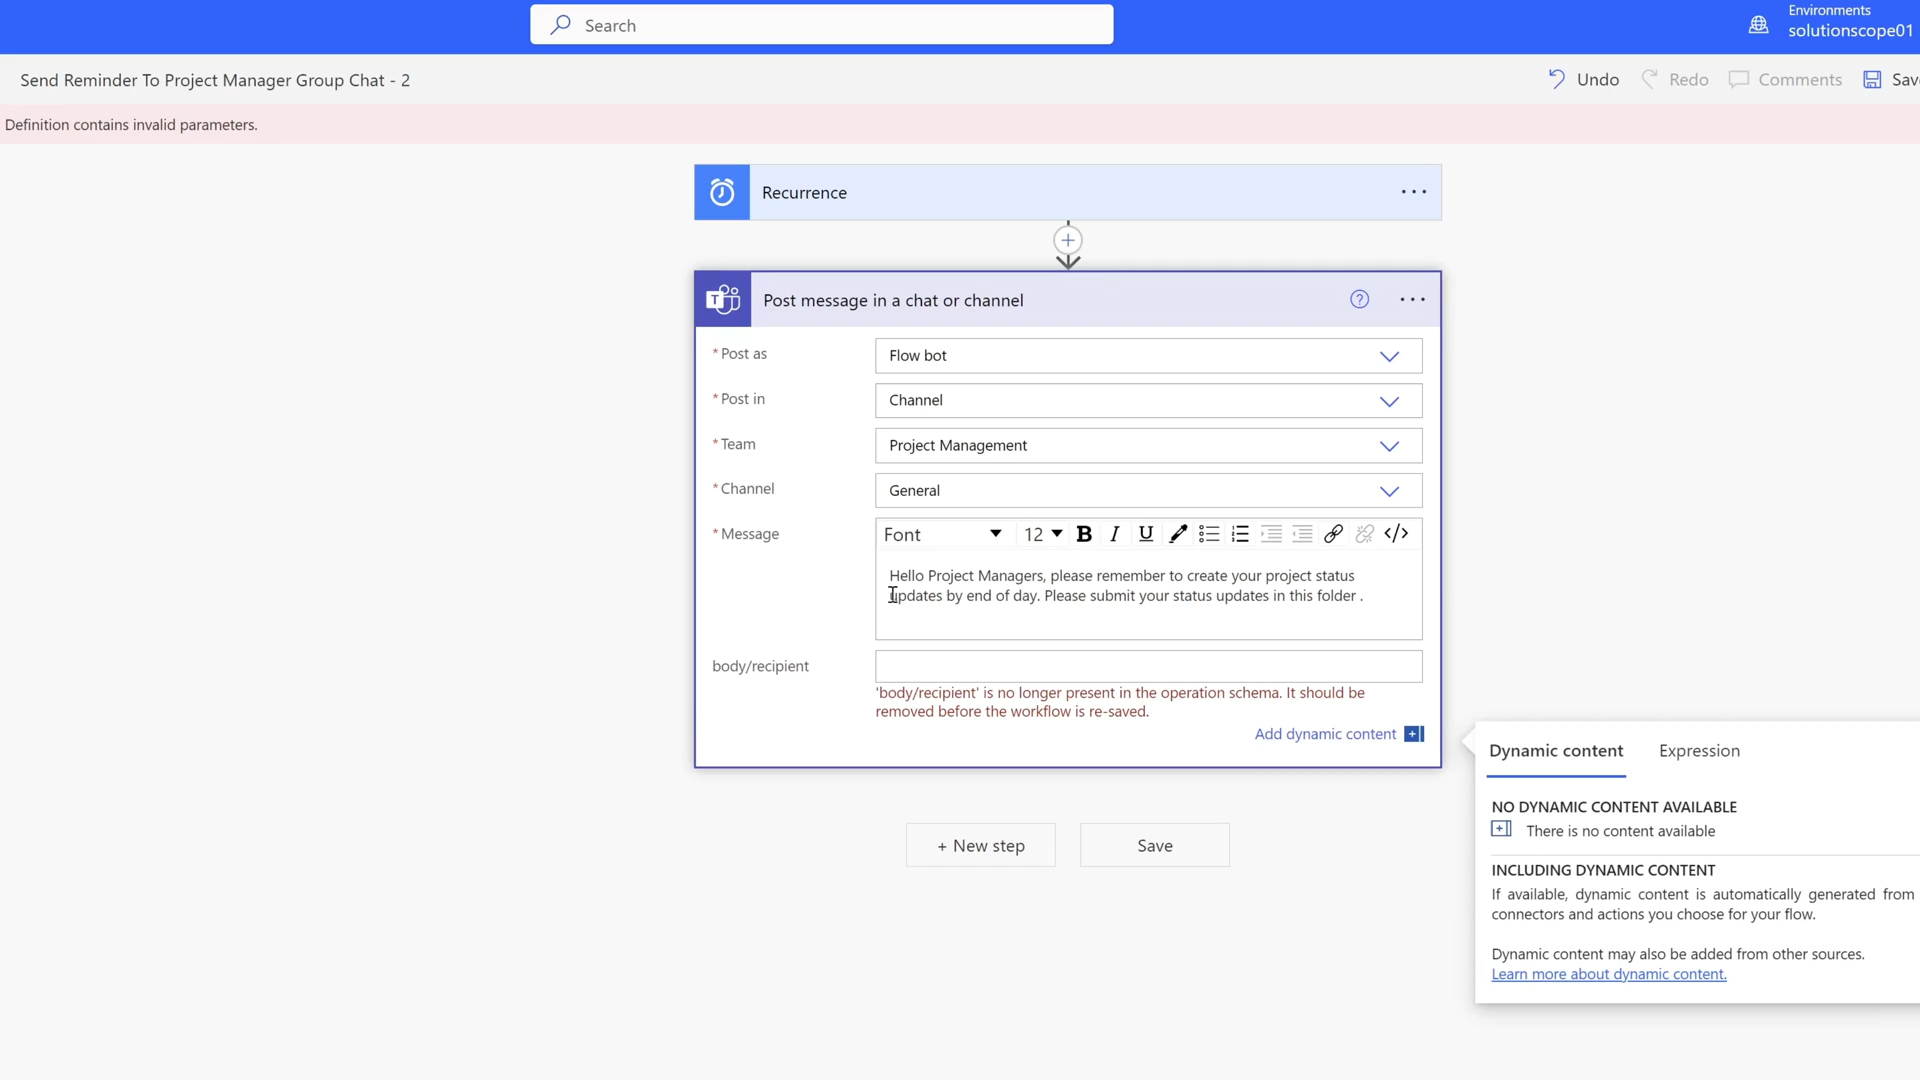 Environments
Search
solutionscope01
Send Reminder To Project Manager Group Chat - 2
Undo
Redo
Comments
Definition contains invalid parameters.
Recurrence
T
Post message in a chat or channel
?
* Post as
Flow bot
* Post in
Channel
* Team
Project Management
* Channel
General
* Message
Font
12
B I U </>
Hello Project Managers, please remember to create your project status
updates by end of day. Please submit your status updates in this folder .
body/recipient
'body/recipient' is no longer present in the operation schema. It should be
removed before the workflow is re-saved.
Add dynamic content
Dynamic content
Expression
NO DYNAMIC CONTENT AVAILABLE
There is no content available
+ New step
Save
INCLUDING DYNAMIC CONTENT
If available, dynamic content is automatically generated from
connectors and actions you choose for your flow.
Dynamic content may also be added from other sources.
Learn more about dynamic content.